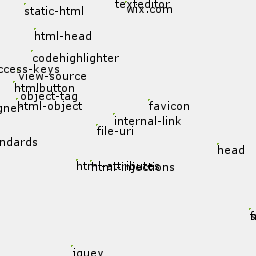 texteditor
wix.com
static-html
html-head
codehighlighter
ccess-keys
view-source
htmlbutton
object-tag
gner
html-object
favicon
internal-link
file-uri
ndards
head
html-attributes
html-injections
jquey